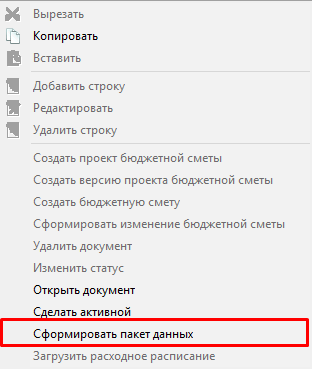 Вырезать
Копировать
Вставить
Добавить строку
Редактировать
Удалить строку
Создать проект бюджетной сметы
Создать версию проекта бюджетной сметы
Создать бюджетную смету
Сформировать изменение бюджетной сметы
Удалить документ
Изменить статус
Открыть документ
Сделать активной
Сформировать пакет данных
Загрузить расходное расписание